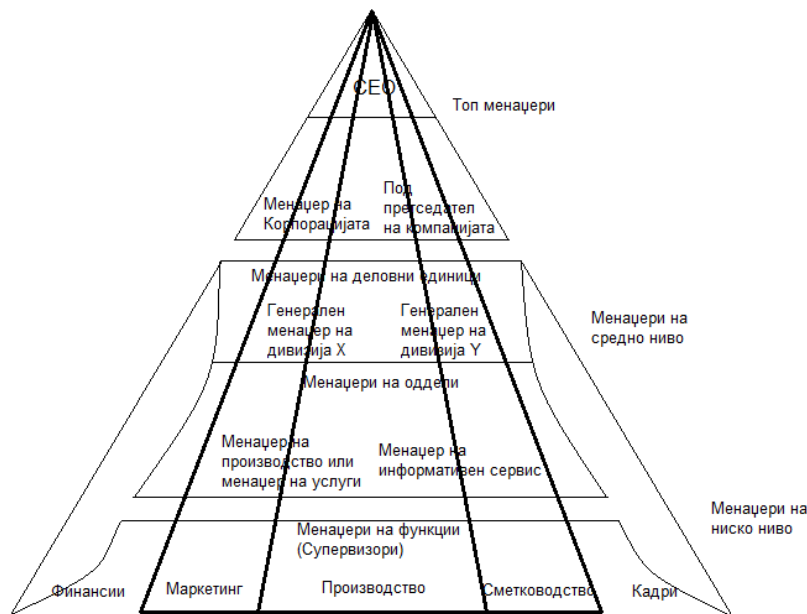 CEO
Топ менаџери
Менаџер на
Корпорацијата
Под
претседател
на компанијата
Менаџери на деловни единици
Генерален
менаџер на
дивизија X
Генерален
менаџер на
дивизија Y
Менаџери на
средно ниво
Менаџери на оддели
Менаџер на
производство или
менаџер на услуги
Менаџер на
информативен сервис
Менаџери на
ниско ниво
Менаџери на функции
(Супервизори)
Финансии
Маркетинг
Производство
Сметководство
Кадри